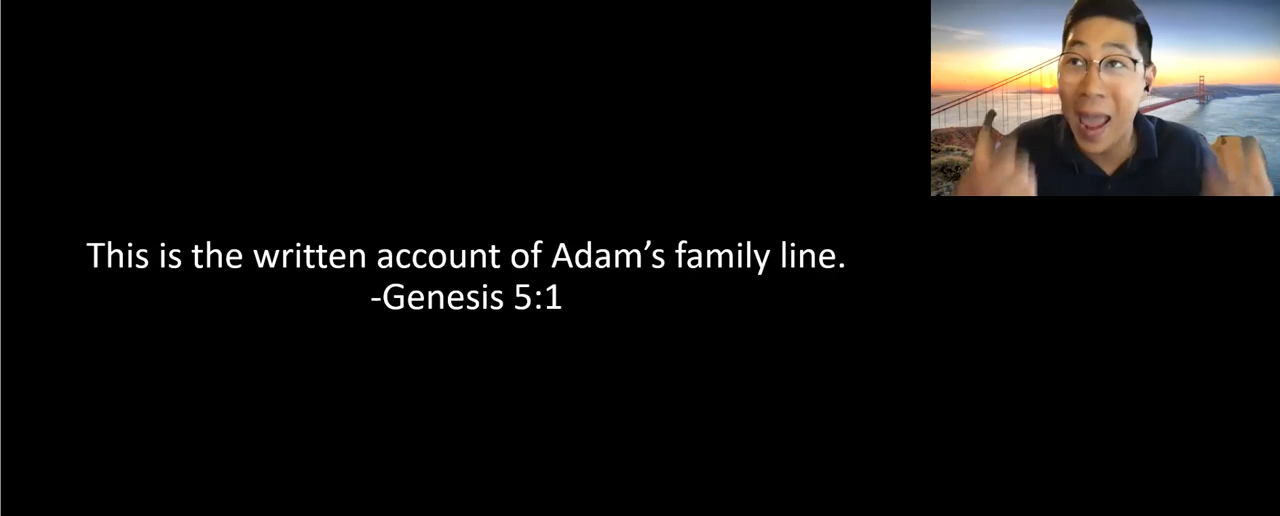 This is the written account of Adam’s family line.
-Genesis 5:1